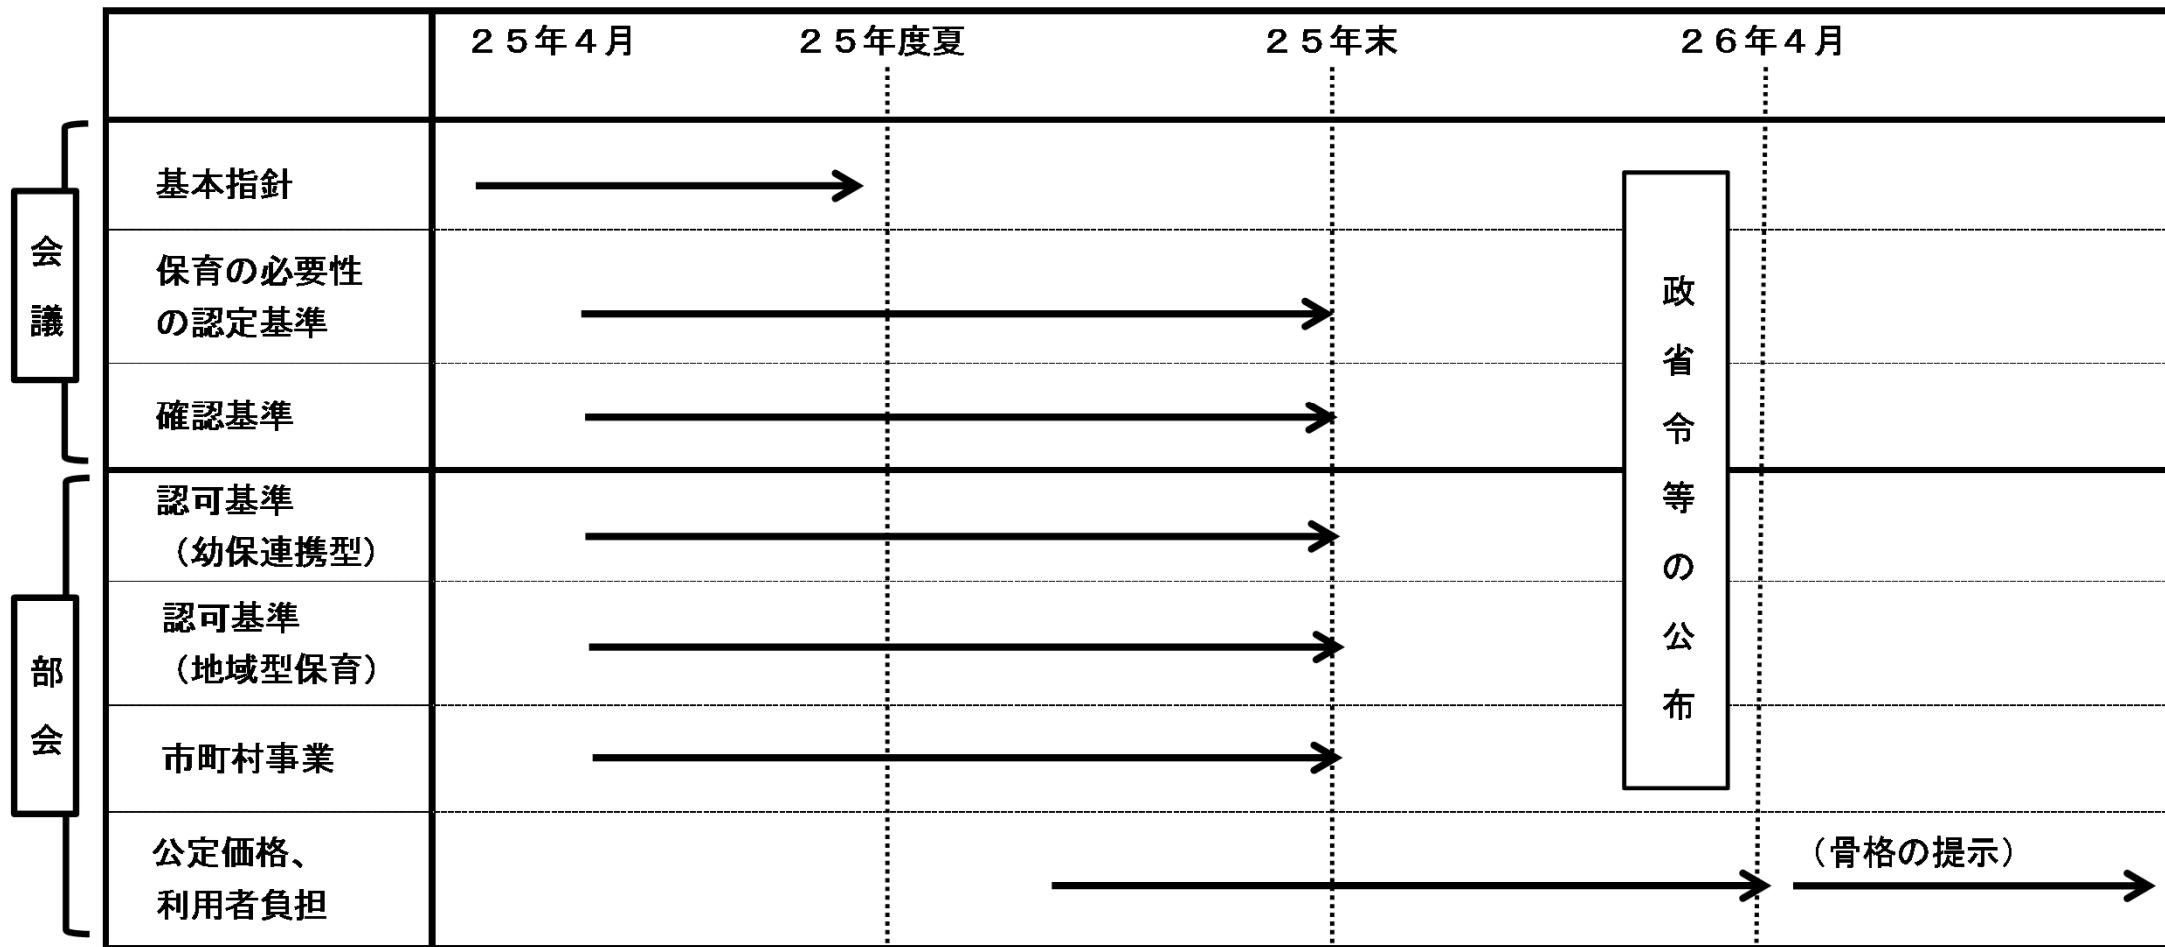 ２５年４月
２５年度夏
２５年末
２６年４月
会議
基本指針
保育の必要性
の認定基準
確認基準
部会
認可基準
（幼保連携型）
認可基準
（地域型保育）
市町村事業
公定価格、
利用者負担
政省令等の公布
（骨格の提示）